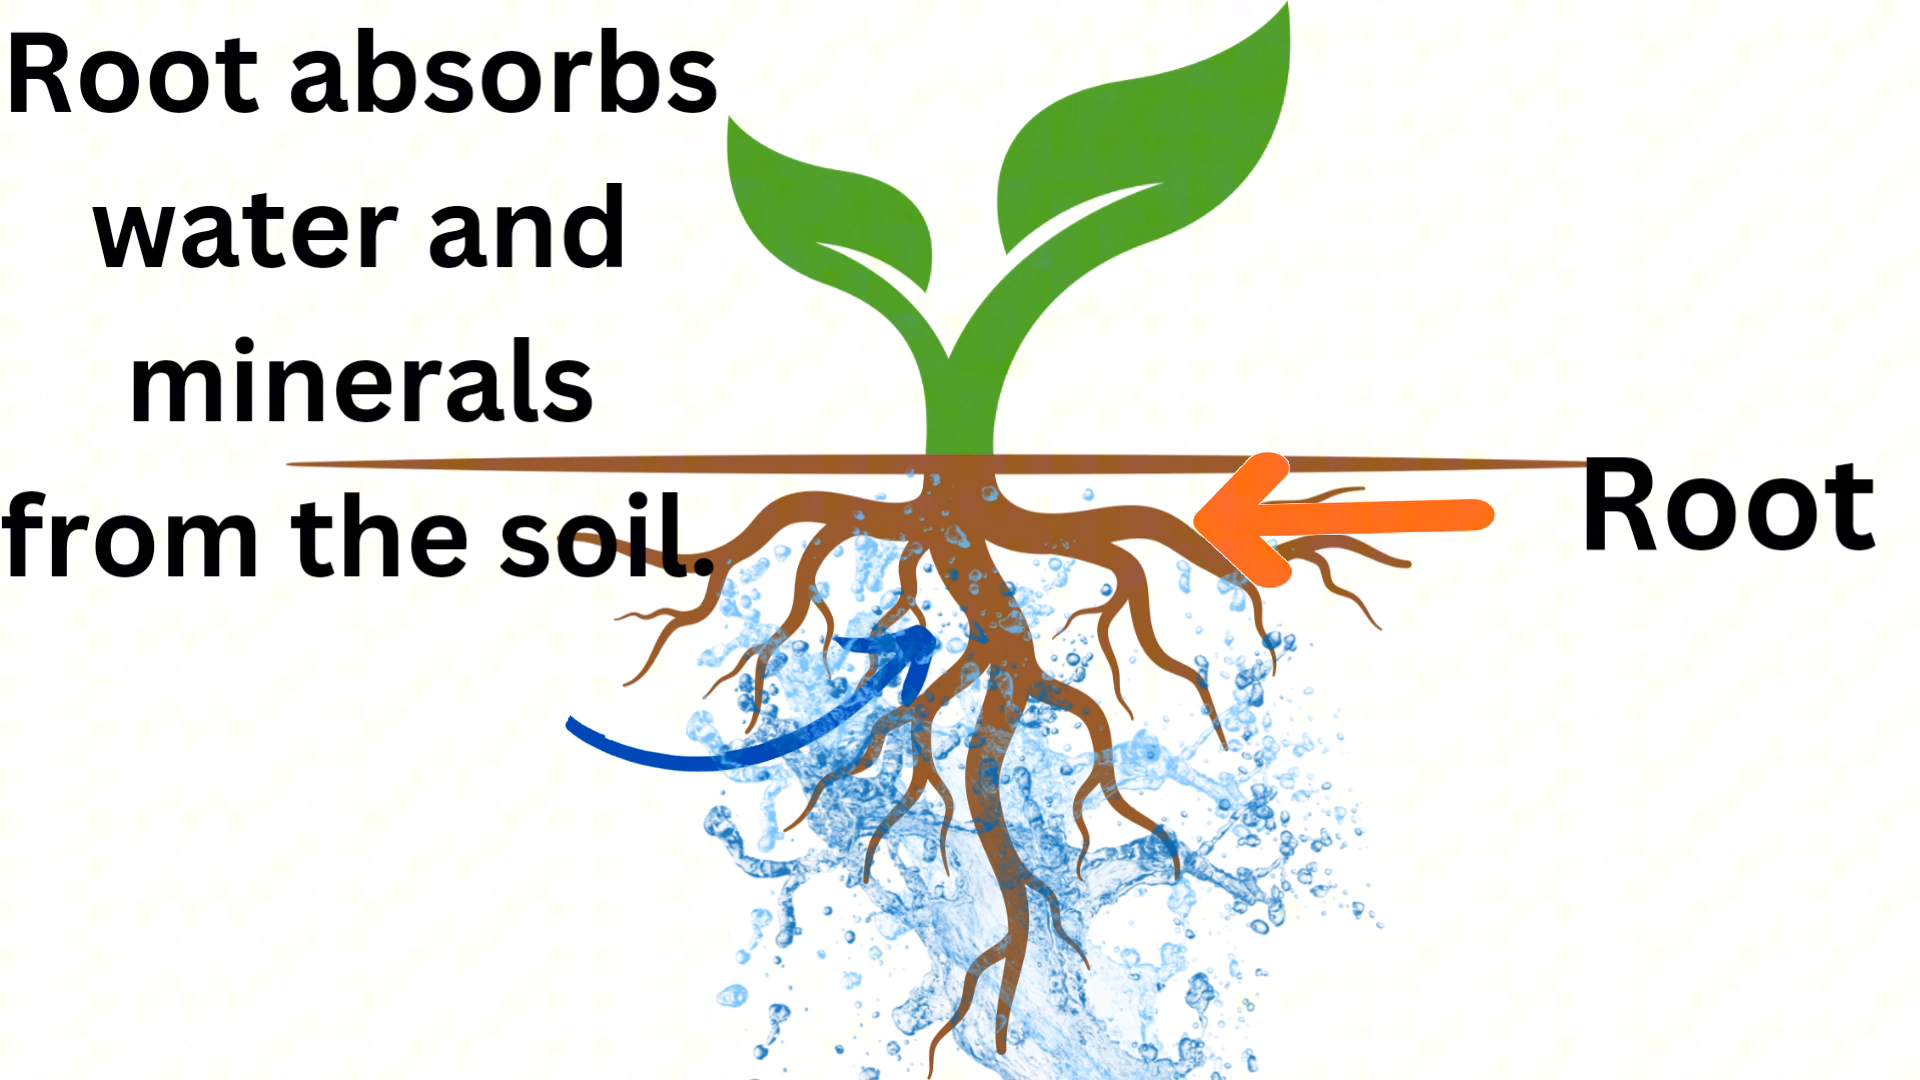 Root absorbs
water and
minerals
from the soil.
Root